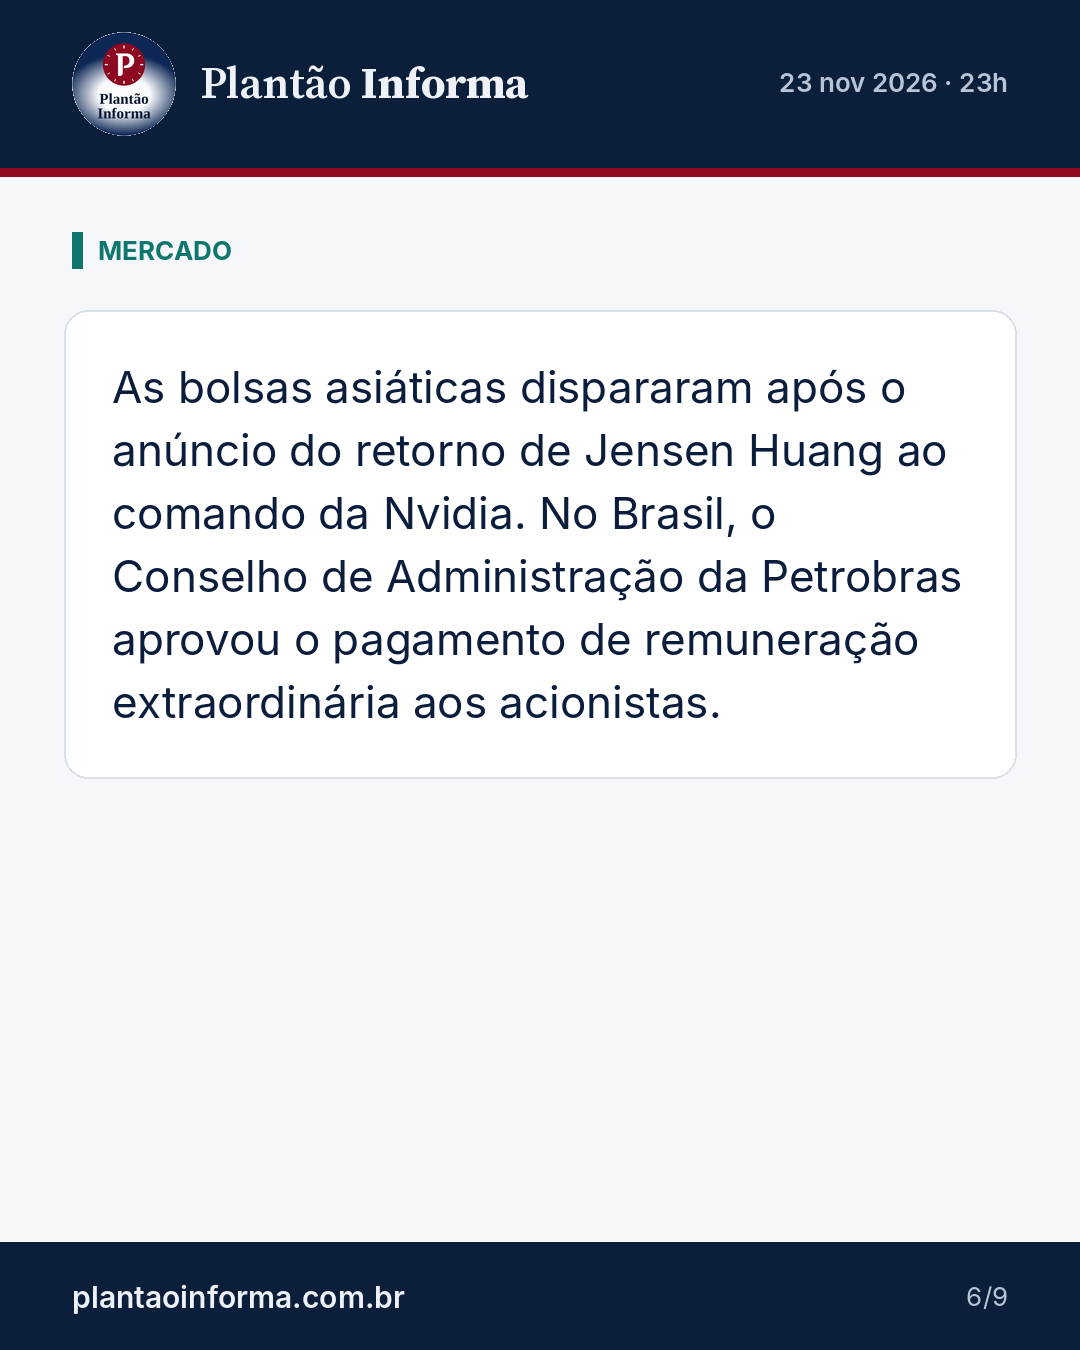 P
Plantão
Informa
Plantão Informa
23 nov 2026 · 23h
MERCADO
As bolsas asiáticas dispararam após o
anúncio do retorno de Jensen Huang ao
comando da Nvidia. No Brasil, o
Conselho de Administração da Petrobras
aprovou o pagamento de remuneração
extraordinária aos acionistas.
plantaoinforma.com.br
6/9